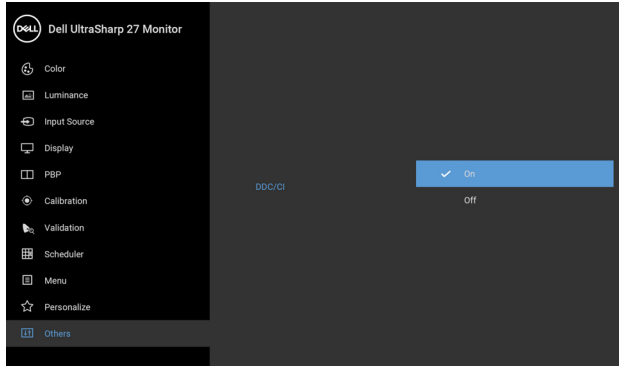 DELL Dell UltraSharp 27 Monitor
Color
Luminance
Input Source
Display
PBP
Calibration
Validation
Scheduler
Menu
Personalize
Others
DDC/CI
On
Off